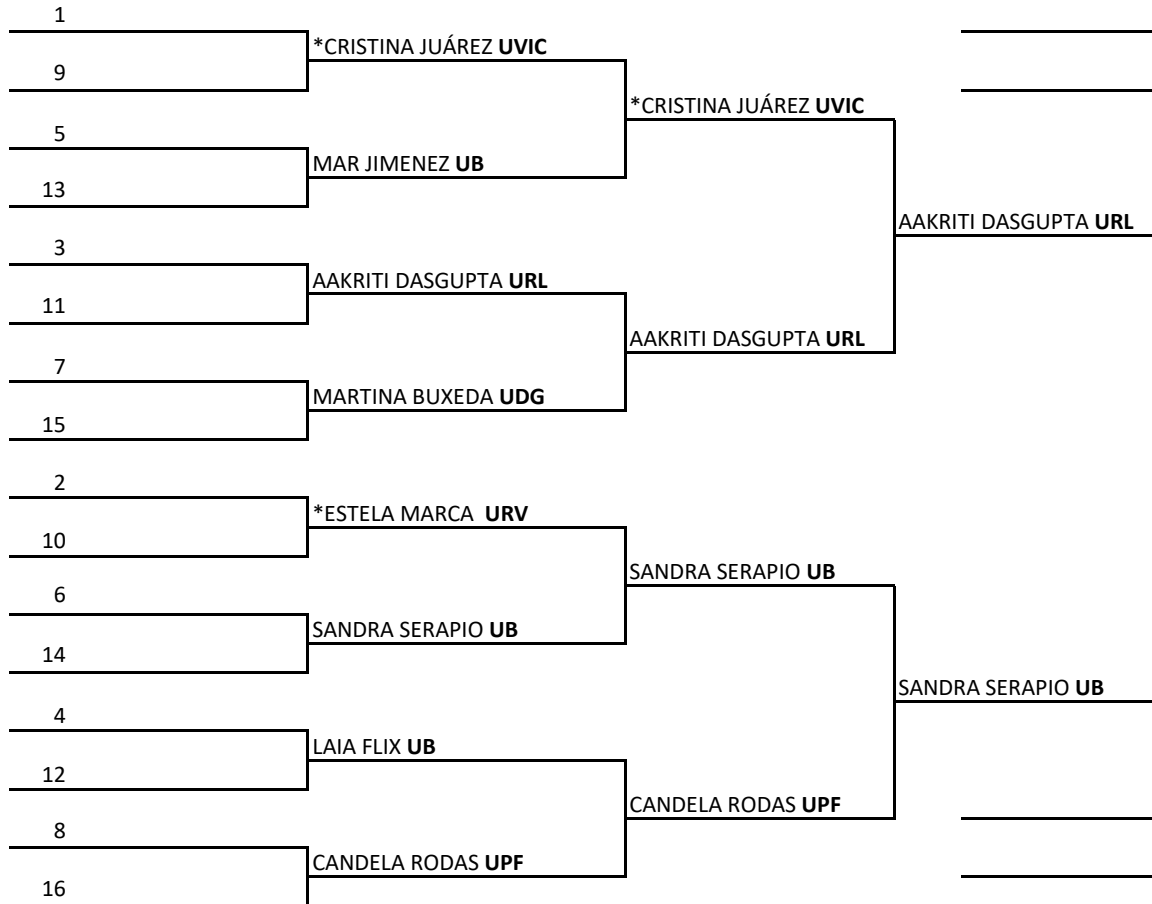 1
*CRISTINA JUÁREZ UVIC
9
*CRISTINA JUÁREZ UVIC
5
MAR JIMENEZ UB
13
AAKRITI DASGUPTA URL
3
AAKRITI DASGUPTA URL
11
AAKRITI DASGUPTA URL
7
MARTINA BUXEDA UDG
15
2
*ESTELA MARCA  URV
10
SANDRA SERAPIO UB
6
SANDRA SERAPIO UB
14
SANDRA SERAPIO UB
4
LAIA FLIX UB
12
CANDELA RODAS UPF
8
CANDELA RODAS UPF
16